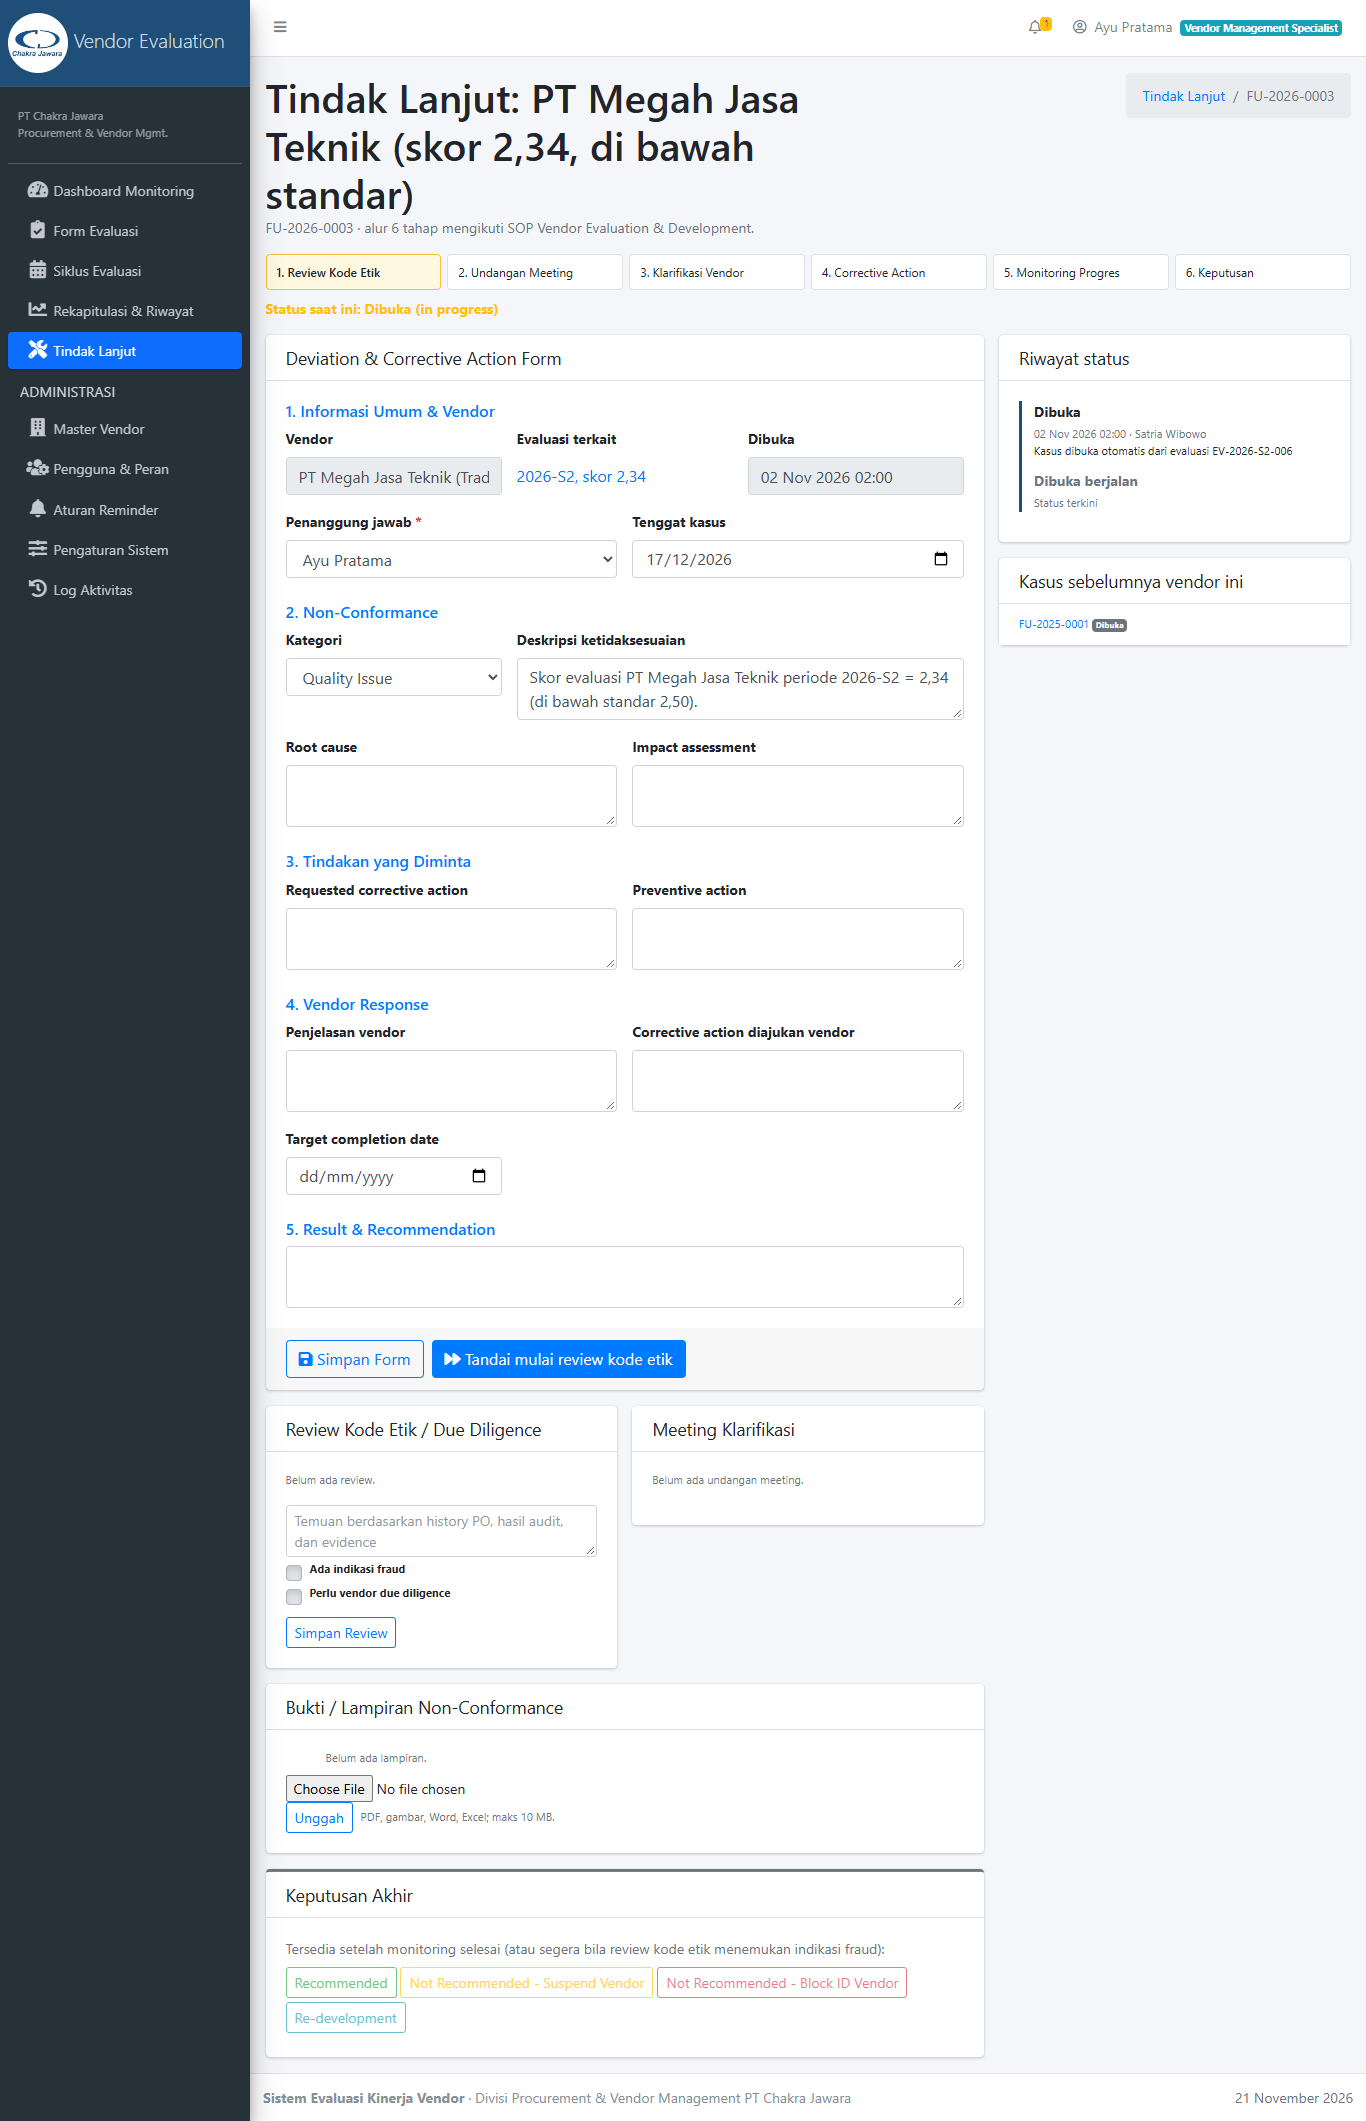 Chakra Jawara
Vendor Evaluation
PT Chakra Jawara
Procurement & Vendor Mgmt.
Dashboard Monitoring
Form Evaluasi
Siklus Evaluasi
Rekapitulasi & Riwayat
Tindak Lanjut
ADMINISTRASI
Master Vendor
Pengguna & Peran
Aturan Reminder
Pengaturan Sistem
Log Aktivitas
1
Ayu Pratama Vendor Management Specialist
Tindak Lanjut: PT Megah Jasa
Teknik (skor 2,34, di bawah
standar)
Tindak Lanjut / FU-2026-0003
FU-2026-0003 · alur 6 tahap mengikuti SOP Vendor Evaluation & Development.
1. Review Kode Etik
2. Undangan Meeting
3. Klarifikasi Vendor
4. Corrective Action
5. Monitoring Progres
6. Keputusan
Status saat ini: Dibuka (in progress)
Deviation & Corrective Action Form
1. Informasi Umum & Vendor
Vendor Evaluasi terkait Dibuka
PT Megah Jasa Teknik (Trad 2026-S2, skor 2,34 02 Nov 2026 02:00
Penanggung jawab * Tenggat kasus
Ayu Pratama 17/12/2026
2. Non-Conformance
Kategori Deskripsi ketidaksesuaian
Quality Issue
Skor evaluasi PT Megah Jasa Teknik periode 2026-S2 = 2,34
(di bawah standar 2,50).
Root cause Impact assessment
3. Tindakan yang Diminta
Requested corrective action Preventive action
4. Vendor Response
Penjelasan vendor Corrective action diajukan vendor
Target completion date
dd/mm/yyyy
5. Result & Recommendation
Simpan Form Tandai mulai review kode etik
Riwayat status
Dibuka
02 Nov 2026 02:00 · Satria Wibowo
Kasus dibuka otomatis dari evaluasi EV-2026-S2-006
Dibuka berjalan
Status terkini
Kasus sebelumnya vendor ini
FU-2025-0001 Dibuka
Review Kode Etik / Due Diligence
Belum ada review.
Temuan berdasarkan history PO, hasil audit,
dan evidence
Ada indikasi fraud
Perlu vendor due diligence
Simpan Review
Meeting Klarifikasi
Belum ada undangan meeting.
Bukti / Lampiran Non-Conformance
Belum ada lampiran.
Choose File No file chosen
Unggah PDF, gambar, Word, Excel; maks 10 MB.
Keputusan Akhir
Tersedia setelah monitoring selesai (atau segera bila review kode etik menemukan indikasi fraud):
Recommended Not Recommended - Suspend Vendor Not Recommended - Block ID Vendor
Re-development
Sistem Evaluasi Kinerja Vendor · Divisi Procurement & Vendor Management PT Chakra Jawara 21 November 2026